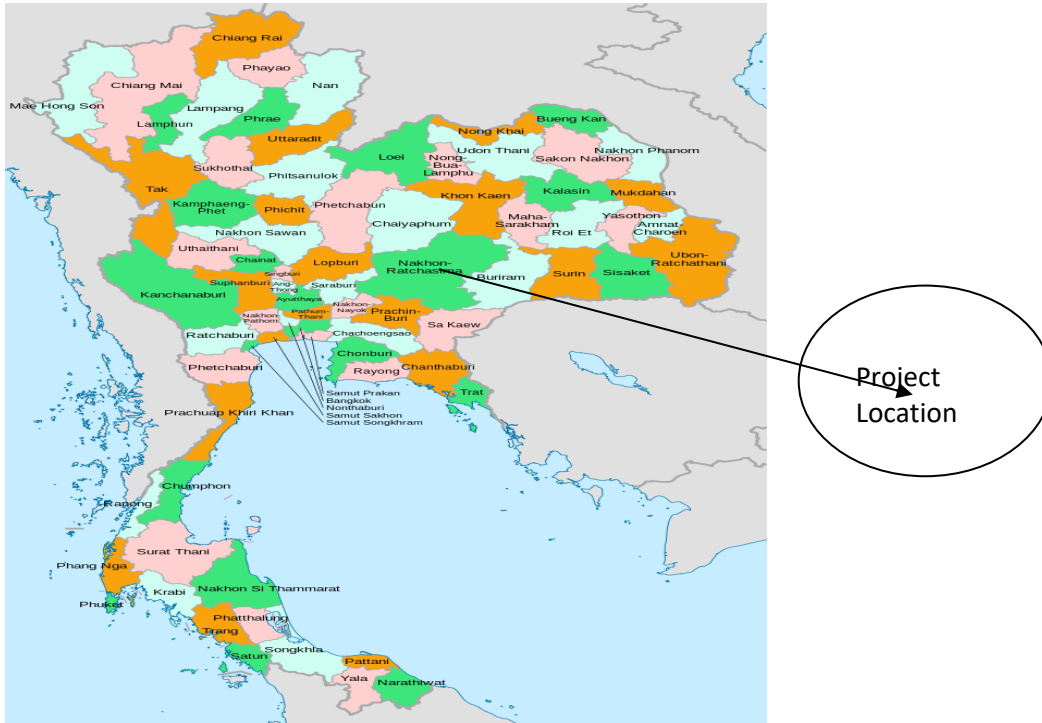 Chiang Rai
Phayao
Nan
Chiang Mai
Mae Hong Son
Lampang
Lamphun
Phrae
Uttaradit
Sukhothai
Tak
Phitsanulok
Kamphaeng-
Phet
Phichit
Phetchabun
Nakhon Sawan
Uthaithani
Chainat
Loei
Nong Khai
Bueng Kan
Udon Thani
Nong-
Bua-
Lamphu
Sakon Nakhon
Nakhon Phanom
Khon Kaen
Kalasin
Mukdahan
Chaiyaphum
Maha-
Sarakham
Roi Et
Yasothon
Amnat-
Charoen
Ubon-
Ratchathani
Nakhon-
Ratchasima
Buriram
Surin
Sisaket
Lopburi
Singburi
Ang-
Thong
Saraburi
Suphanburi
Ayutthaya
Kanchanaburi
Nakhon-
Pathom
Pathum-
Thani
Nakhon-
Nayok
Prachin-
Buri
Sa Kaew
Ratchaburi
Chachoengsao
Chonburi
Rayong
Chanthaburi
Trat
Phetchaburi
Samut Prakan
Bangkok
Nonthaburi
Samut Sakhon
Samut Songkhram
Prachuap Khiri Khan
Chumphon
Ranong
Surat Thani
Phang Nga
Phuket
Krabi
Nakhon Si Thammarat
Phatthalung
Trang
Satun
Songkhla
Pattani
Yala
Narathiwat
Project
Location